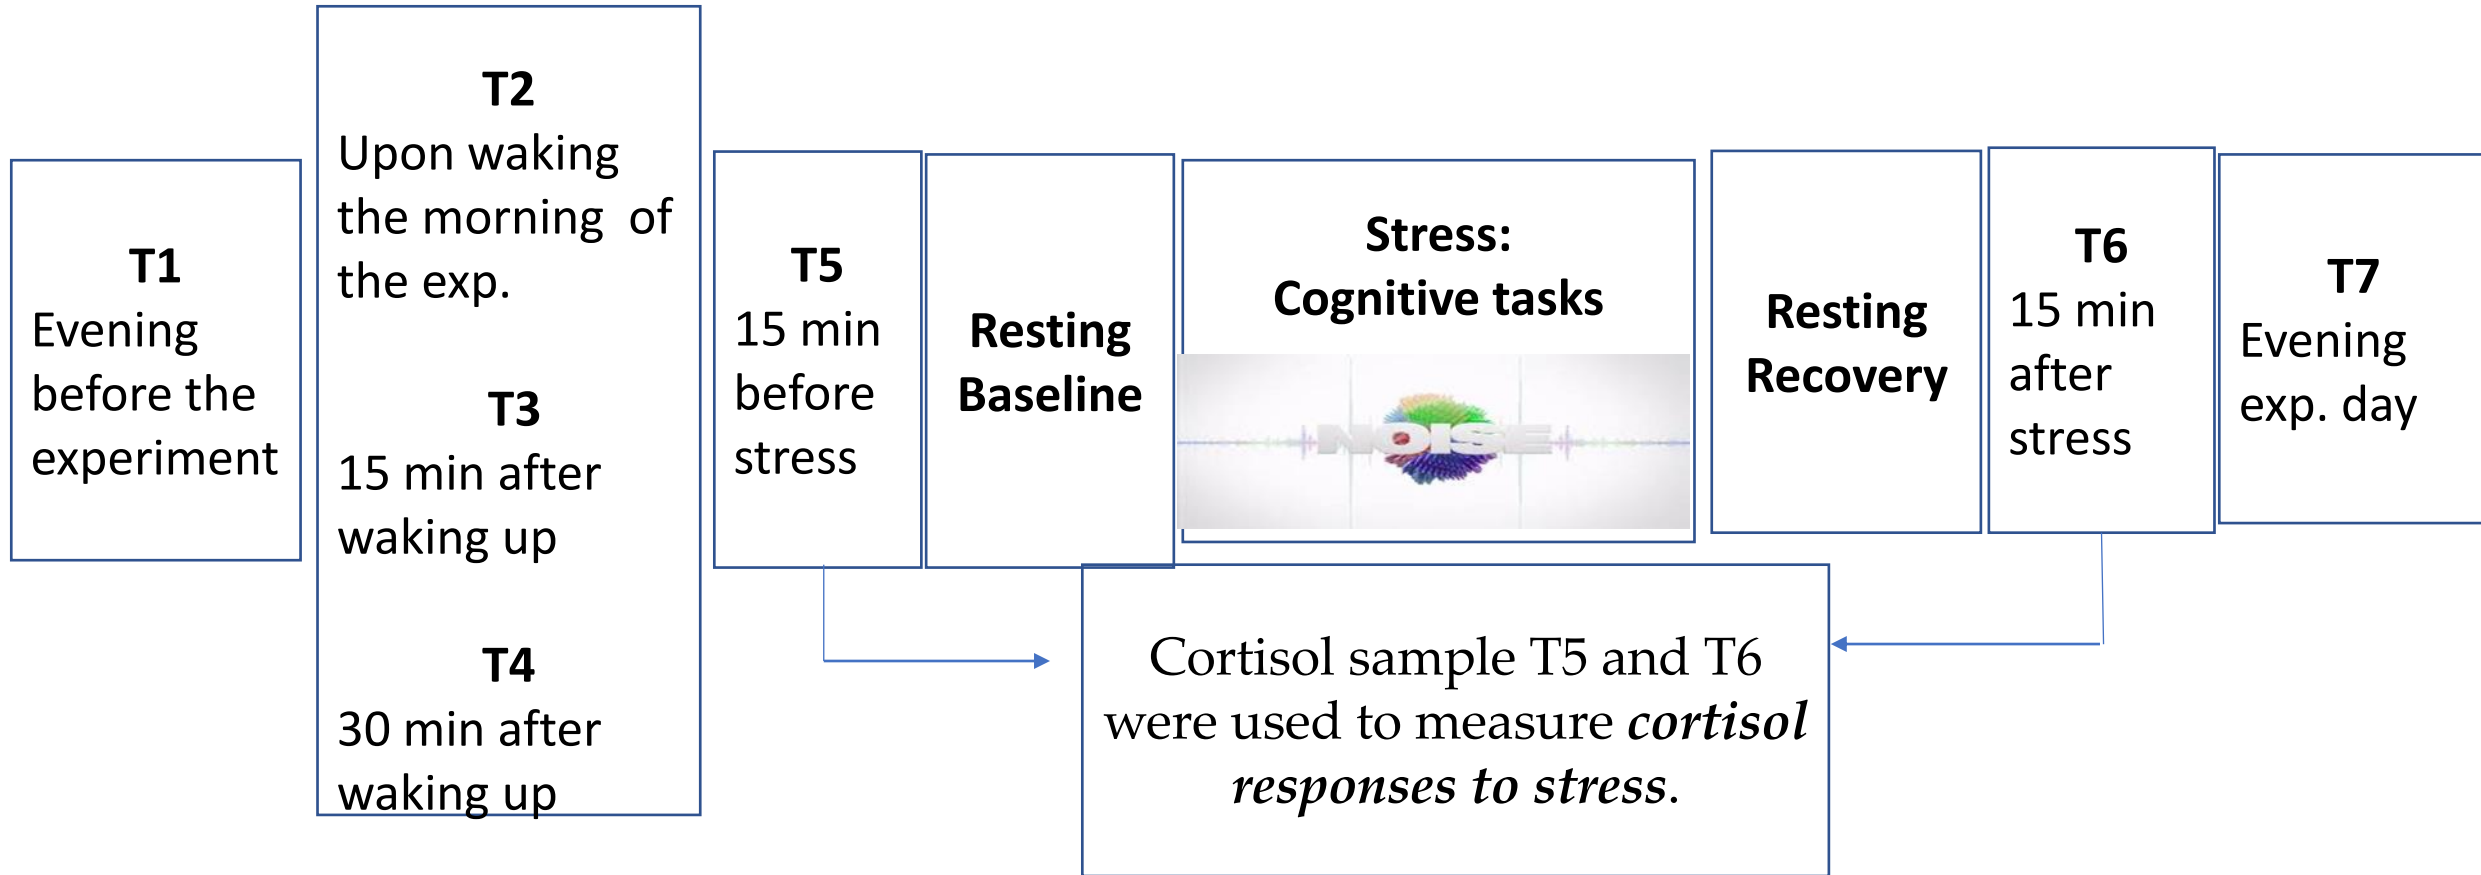 T1
Evening
before the
experiment
T2
Upon waking
the morning of
the exp.
T3
15 min after
waking up
T4
30 min after
waking up
T5
15 min
before
stress
Resting
Baseline
Stress:
Cognitive tasks
NOISE
Resting
Recovery
T6
15 min
after
stress
T7
Evening
exp. day
Cortisol sample T5 and T6
were used to measure cortisol
responses to stress.